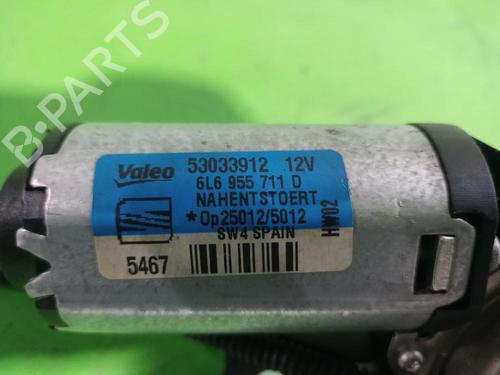 B-PARTS
Valeo 53033912 12V
6L6 955 711 D
NAHENTSTOERT
*Op25012/5012
SW4 SPAIN
HW02
5467